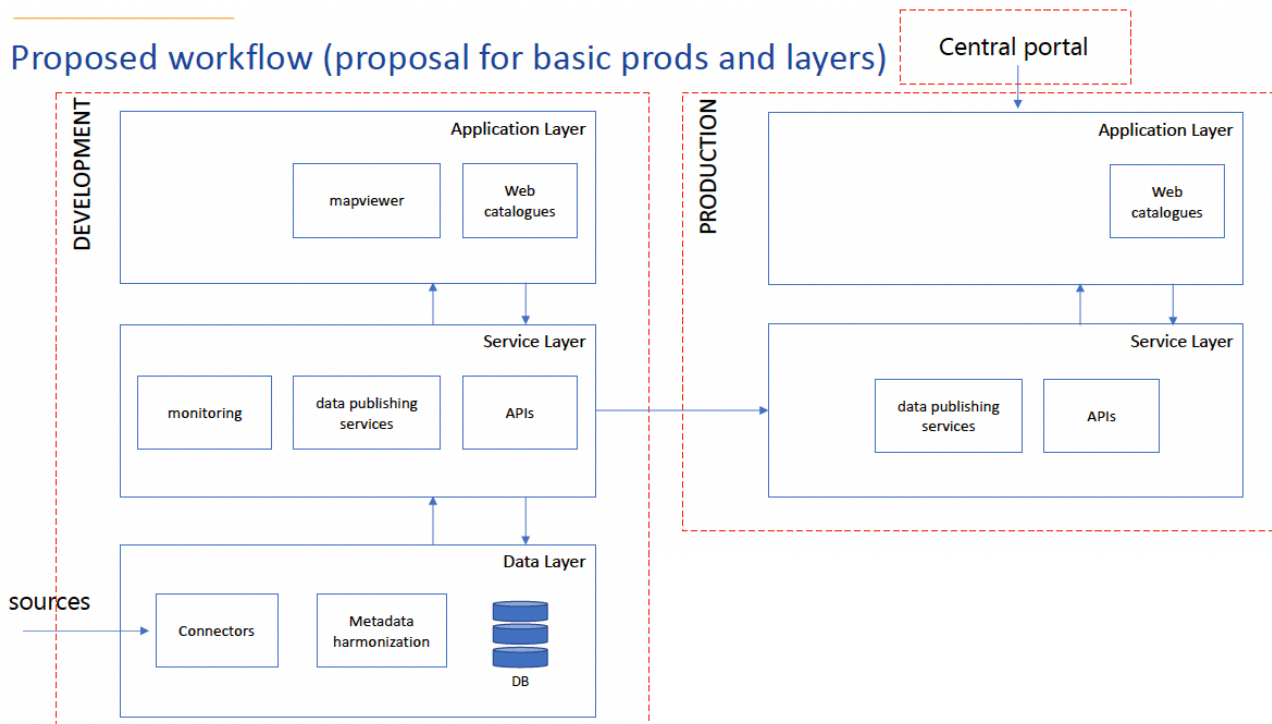 Proposed workflow (proposal for basic prods and layers)
Central portal
DEVELOPMENT
Application Layer
mapviewer
Web
catalogues
Service Layer
monitoring
data publishing
services
APIs
Data Layer
sources
Connectors
Metadata
harmonization
DB
PRODUCTION
Application Layer
Web
catalogues
Service Layer
data publishing
services
APIs